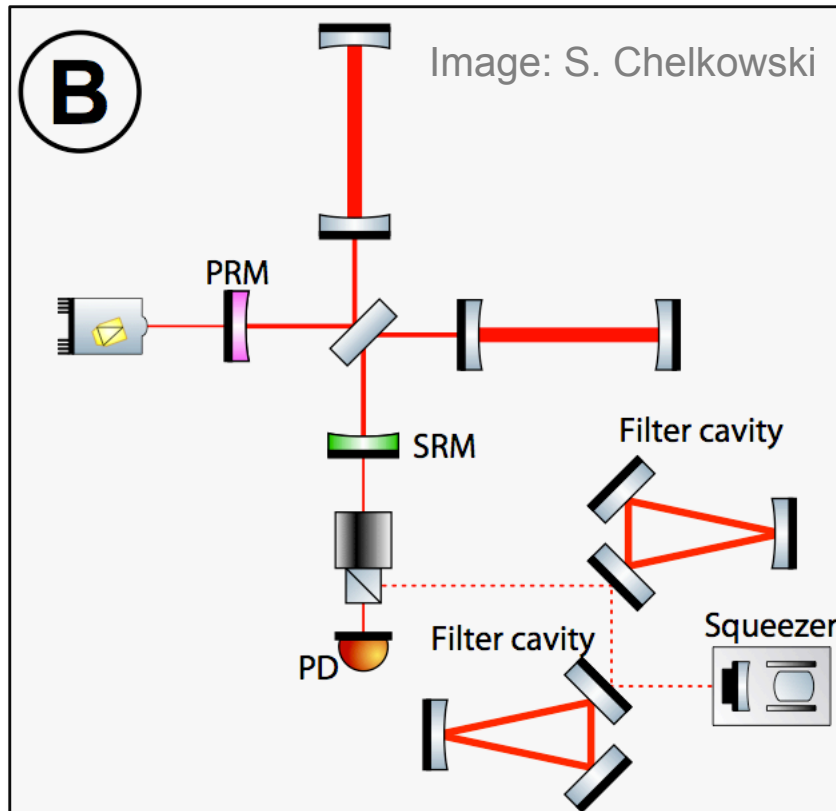 B
Image: S. Chelkowski
PRM
SRM
Filter cavity
Filter cavity
Squeezer
PD